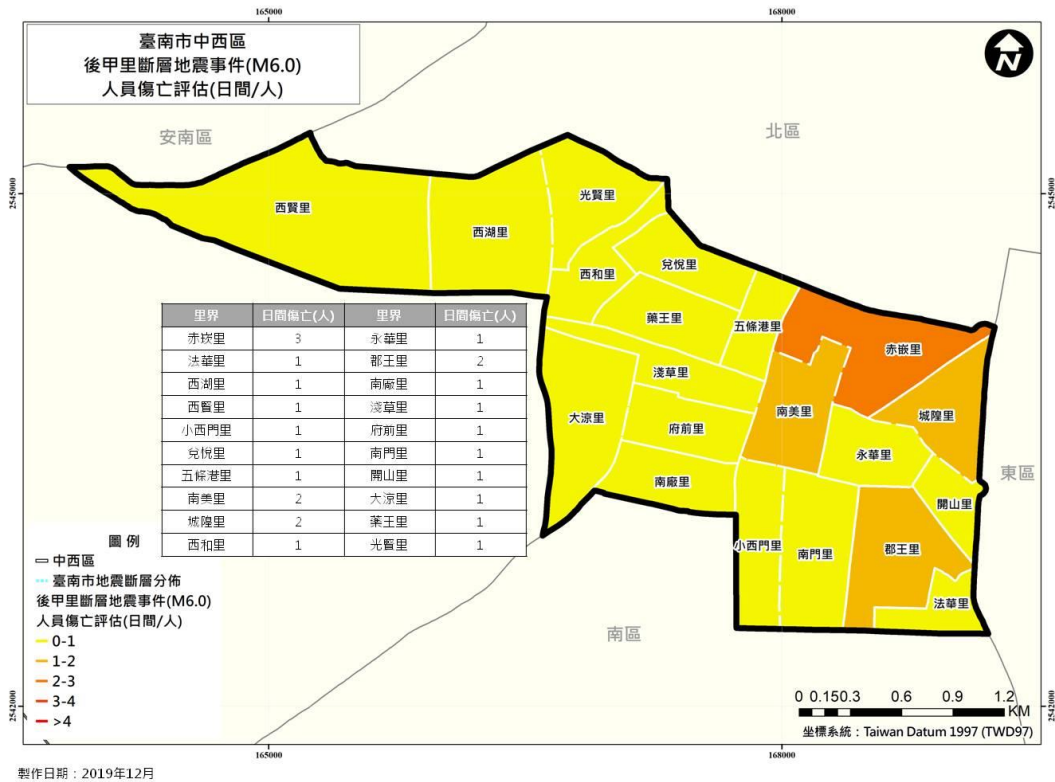 165000
168000
臺南市中西區
後甲里斷層地震事件(M6.0)
人員傷亡評估(日間/人)
N
安南區
北區
2545000
2545000
光賢里
西賢里
西湖里
兌悅里
西和里
藥王里
五條港里
里界 日間傷亡(人) 里界 日間傷亡(人)
赤崁里 3 永華里 1
法華里 1 郡王里 2
西湖里 1 南廠里 1
西賢里 1 淺草里 1
小西門里 1 府前里 1
兌悅里 1 南門里 1
五條港里 1 開山里 1
南美里 2 大涼里 1
城隍里 2 藥王里 1
西和里 1 光賢里 1
赤嵌里
淺草里
南美里
城隍里
大涼里
府前里
永華里
南廠里
東區
開山里
小西門里
南門里
郡王里
法華里
南區
圖例
中西區
臺南市地震斷層分佈
後甲里斷層地震事件(M6.0)
人員傷亡評估(日間/人)
0-1
1-2
2-3
3-4
>4
2542000
2542000
0 0.150.3 0.6 0.9 1.2
KM
坐標系統：Taiwan Datum 1997 (TWD97)
165000
168000
製作日期：2019年12月